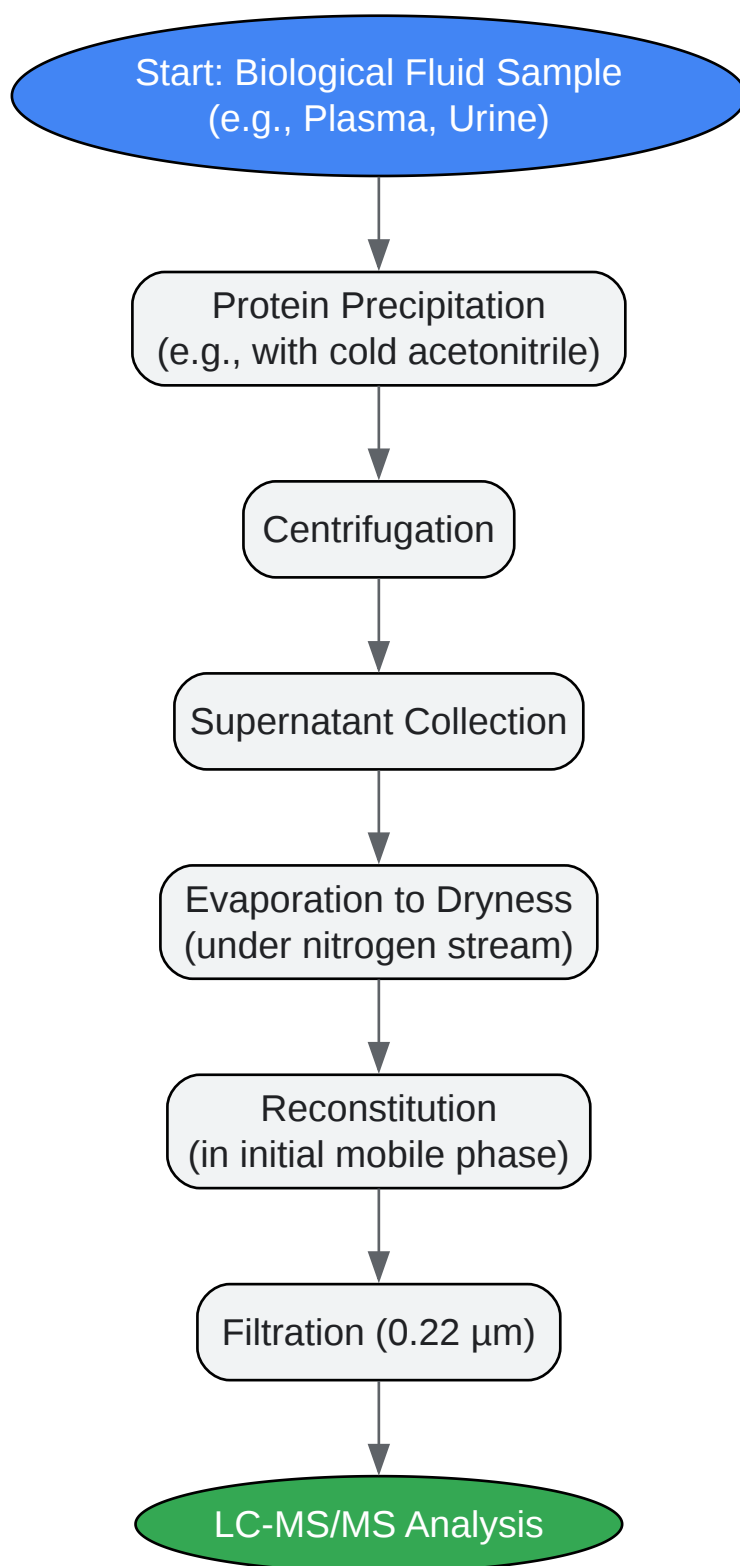 Start: Biological Fluid Sample
(e.g., Plasma, Urine)
Protein Precipitation
(e.g., with cold acetonitrile)
Centrifugation
Supernatant Collection
Evaporation to Dryness
(under nitrogen stream)
Reconstitution
(in initial mobile phase)
Filtration (0.22 µm)
LC-MS/MS Analysis